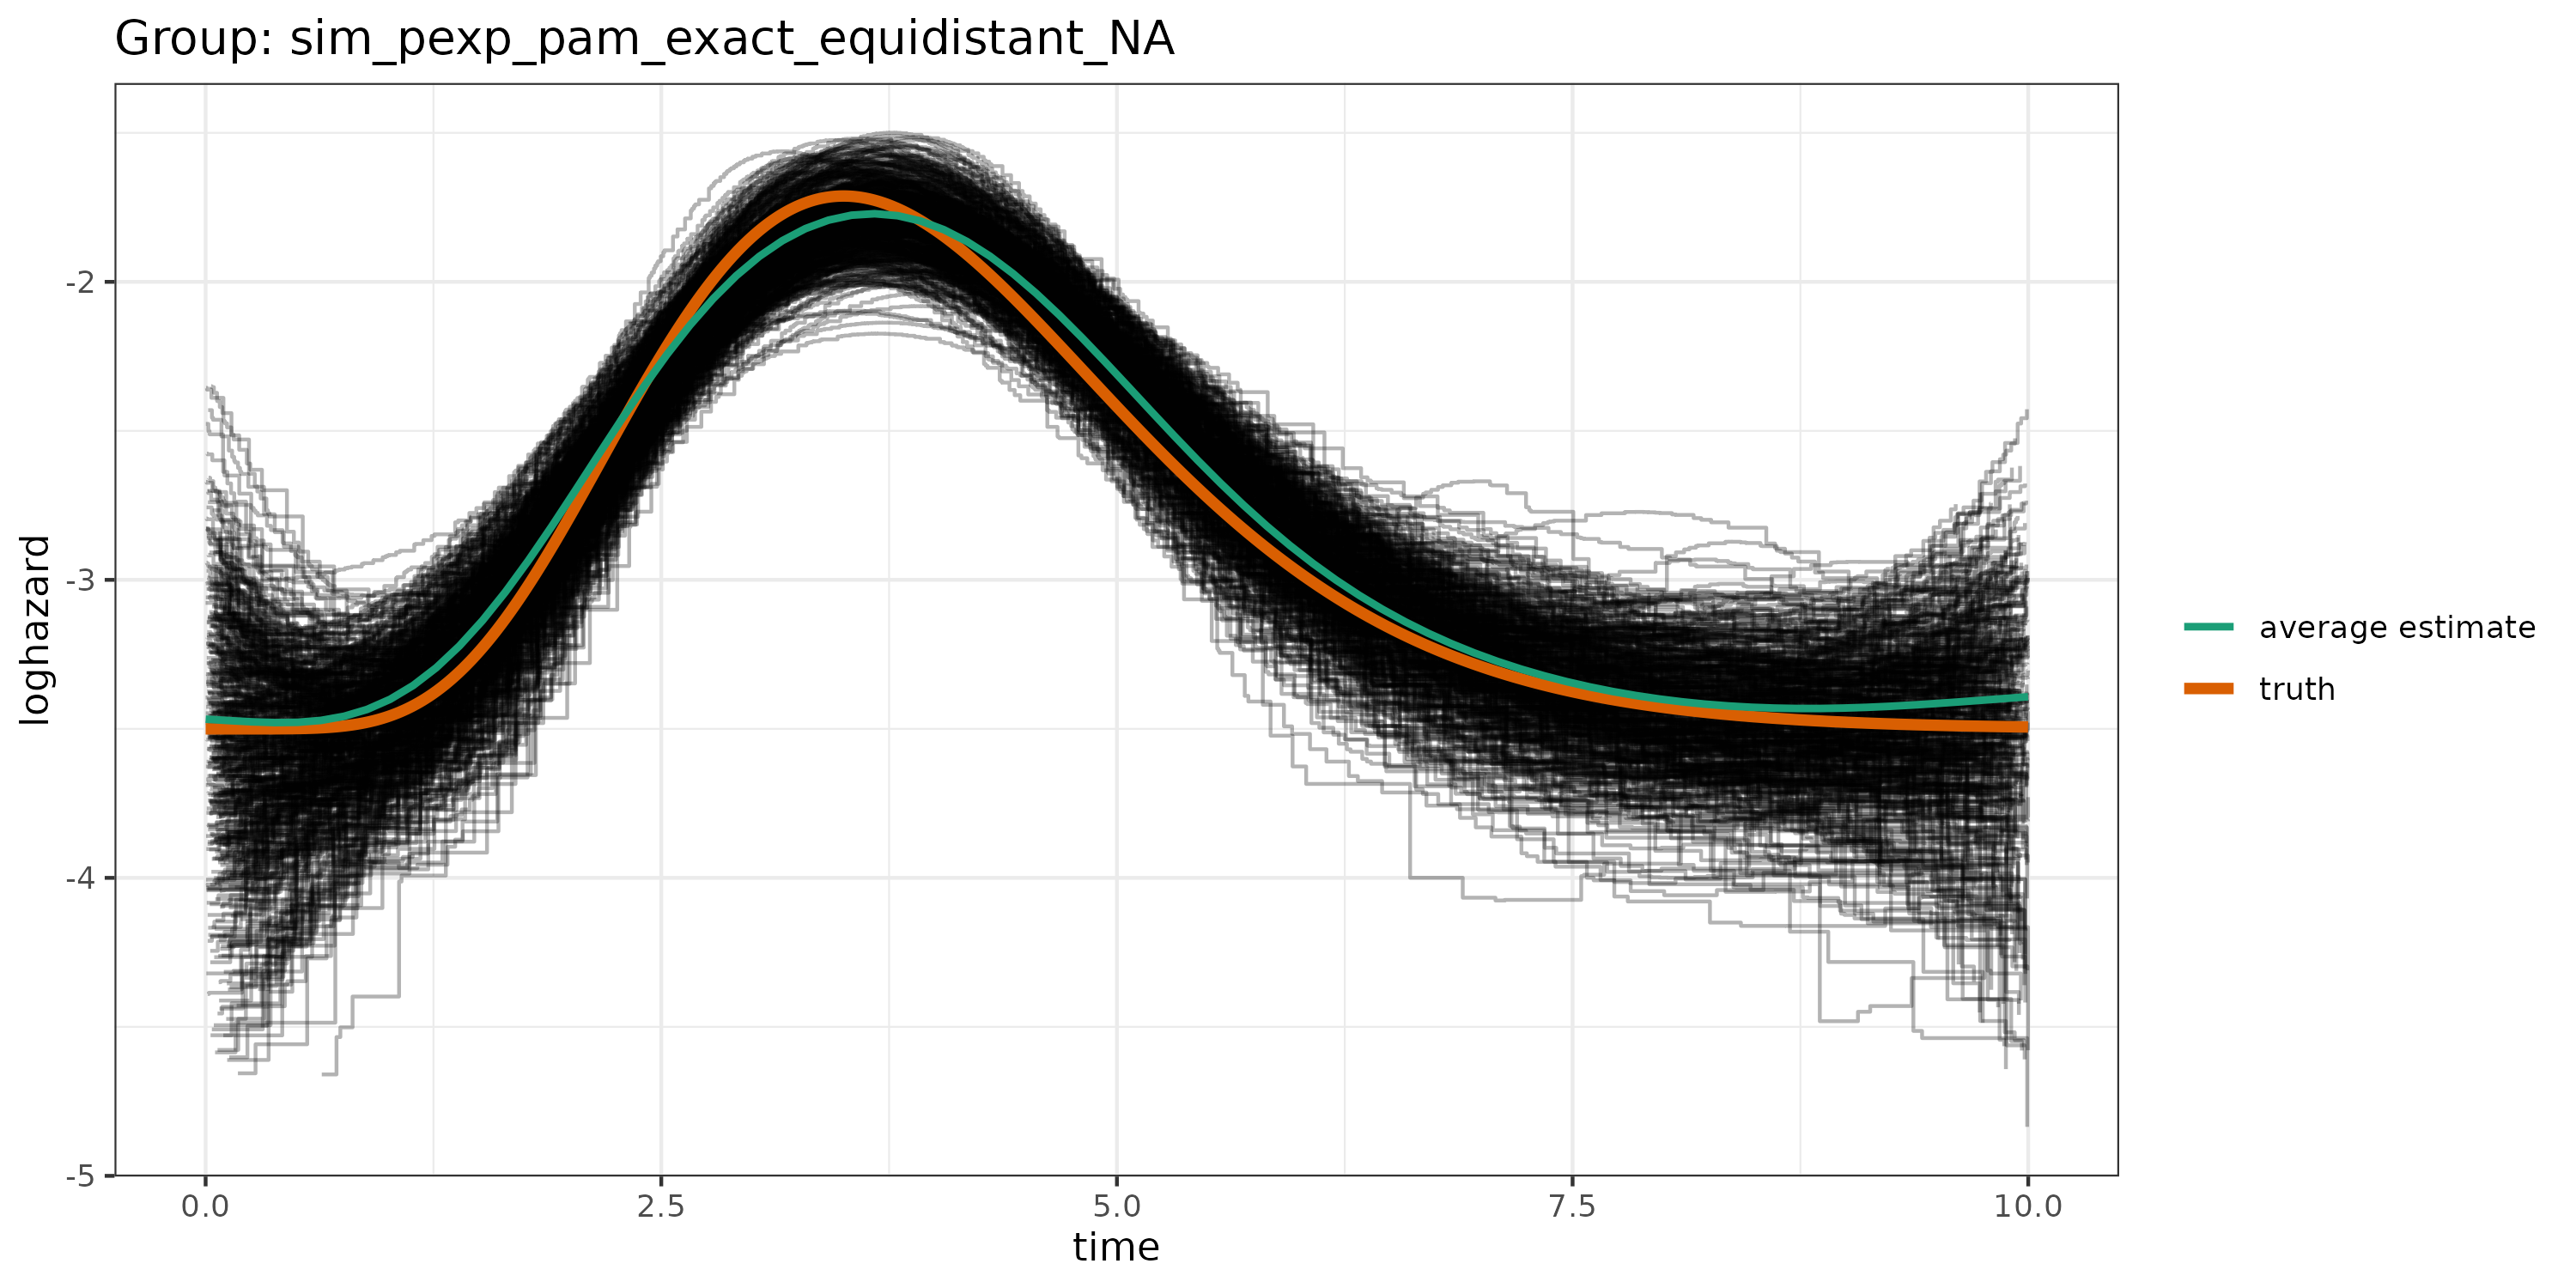 Group: sim_pexp_pam_exact_equidistant_NA
loghazard
-2
-3
-4
-5
0.0
2.5
5.0
7.5
10.0
time
average estimate
truth